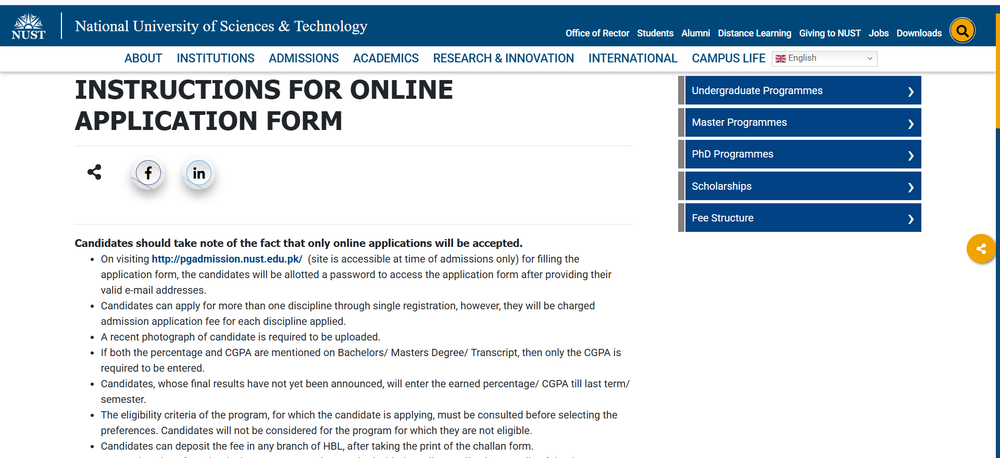 NUST
National University of Sciences & Technology
Office of Rector Students Alumni Distance Learning Giving to NUST Jobs Downloads
ABOUT INSTITUTIONS ADMISSIONS ACADEMICS RESEARCH & INNOVATION INTERNATIONAL CAMPUS LIFE English
INSTRUCTIONS FOR ONLINE
APPLICATION FORM
f in
Candidates should take note of the fact that only online applications will be accepted.
• On visiting http://pgadmission.nust.edu.pk/ (site is accessible at time of admissions only) for filling the
application form, the candidates will be allotted a password to access the application form after providing their
valid e-mail addresses.
• Candidates can apply for more than one discipline through single registration, however, they will be charged
admission application fee for each discipline applied.
• A recent photograph of candidate is required to be uploaded.
• If both the percentage and CGPA are mentioned on Bachelors/ Masters Degree/ Transcript, then only the CGPA is
required to be entered.
• Candidates, whose final results have not yet been announced, will enter the earned percentage/ CGPA till last term/
semester.
• The eligibility criteria of the program, for which the candidate is applying, must be consulted before selecting the
preferences. Candidates will not be considered for the program for which they are not eligible.
• Candidates can deposit the fee in any branch of HBL, after taking the print of the challan form.
Undergraduate Programmes
Master Programmes
PhD Programmes
Scholarships
Fee Structure